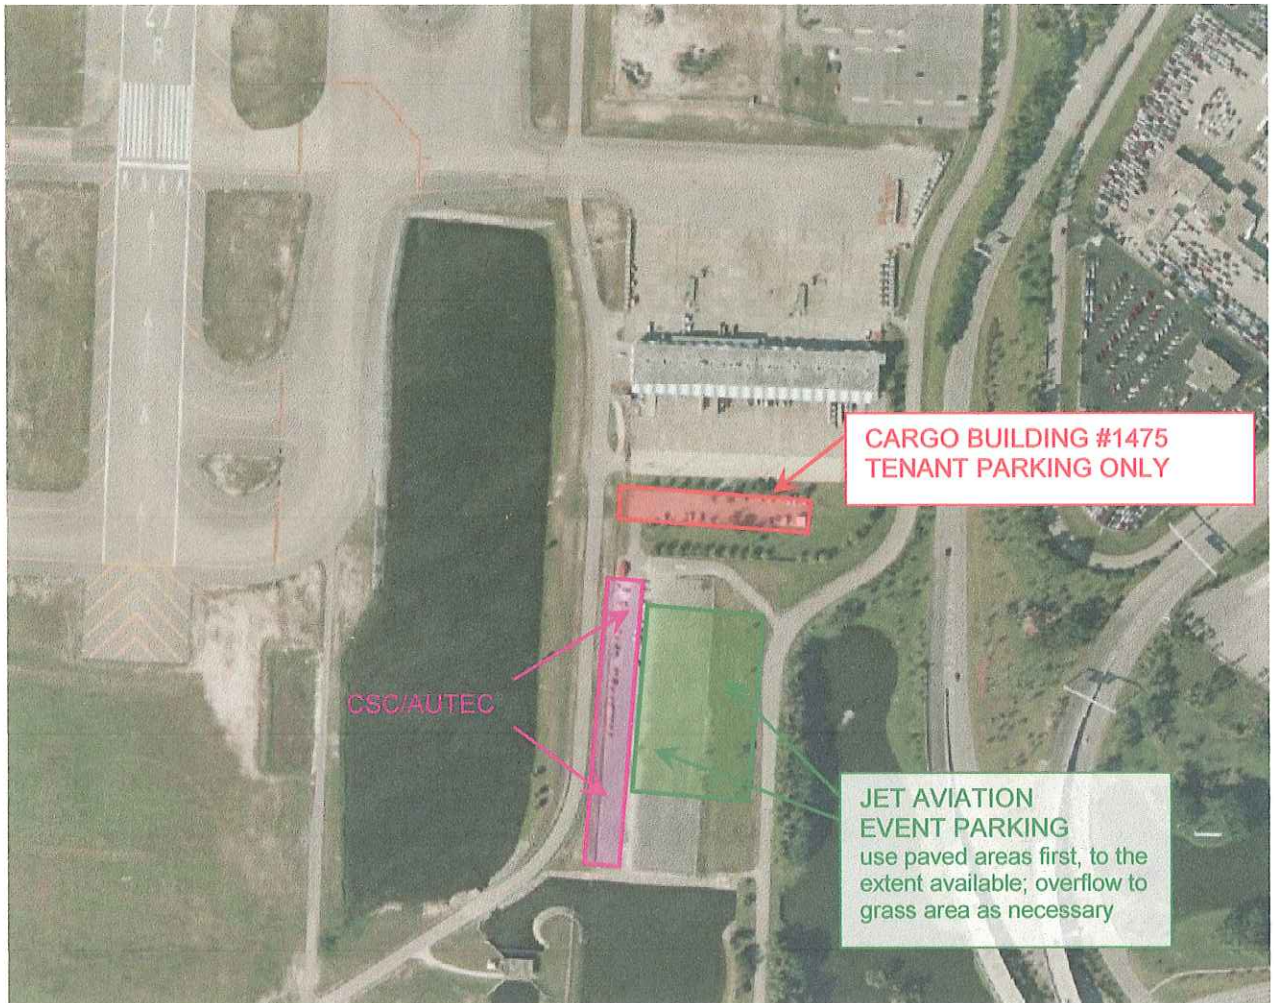 CARGO BUILDING #1475
TENANT PARKING ONLY
CSC/AUTEC
JET AVIATION
EVENT PARKING
use paved areas first, to the
extent available; overflow to
grass area as necessary